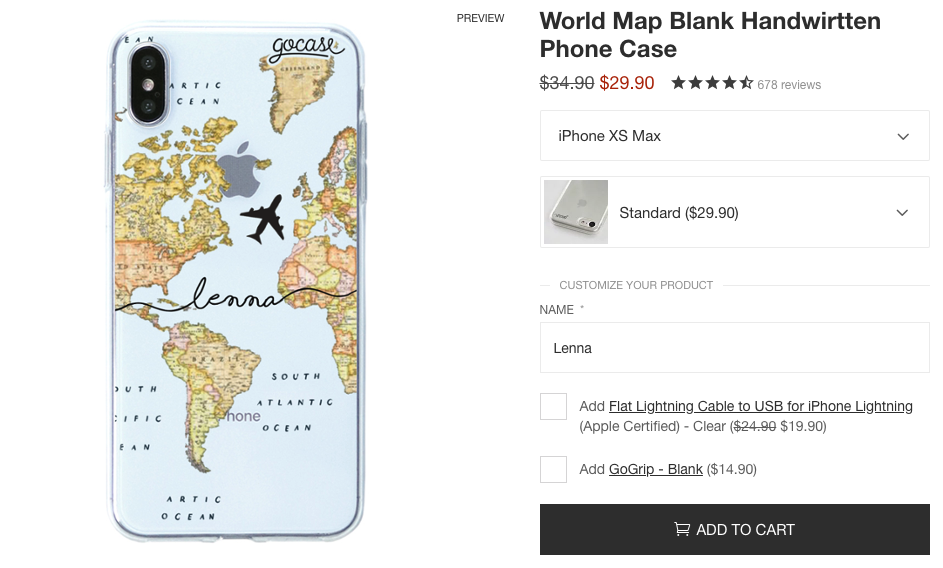 PREVIEW
World Map Blank Handwirtten
Phone Case
$34.90 $29.90 678 reviews
iPhone XS Max
Standard ($29.90)
CUSTOMIZE YOUR PRODUCT
NAME *
Lenna
Add Flat Lightning Cable to USB for iPhone Lightning
(Apple Certified) - Clear ($24.90 $19.90)
Add GoGrip - Blank ($14.90)
ADD TO CART
EAN
gocase
GREENLAND
ARTIC
CEAN
STATES
lenna
BRAZIL
SOUTH
ATLANTIC
OCEAN
OUTH
CIFIC
EAN
hone
ARTIC
OCEAN